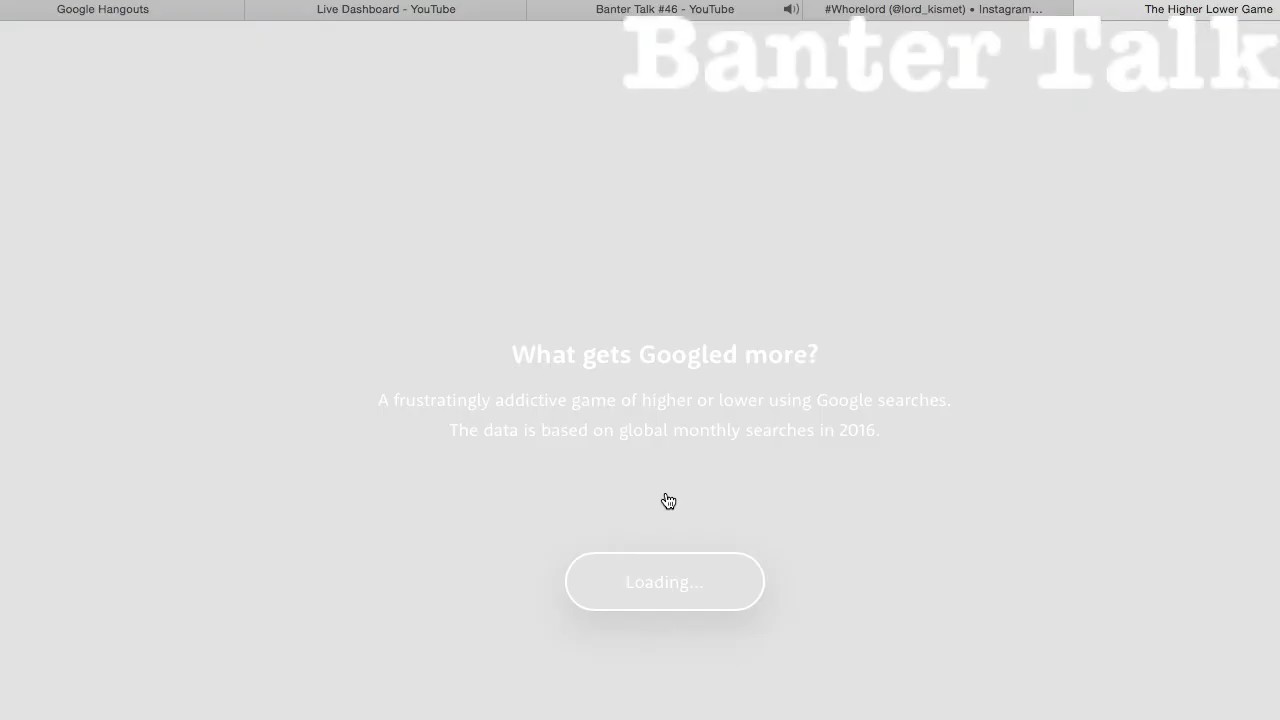 Google Hangouts
Live Dashboard - YouTube
Banter Talk #46 - YouTube
#Whorelord (@lord_kismet) • Instagram...
The Higher Lower Game
Banter Talk
What gets Googled more?
A frustratingly addictive game of higher or lower using Google searches.
The data is based on global monthly searches in 2016.
Loading...